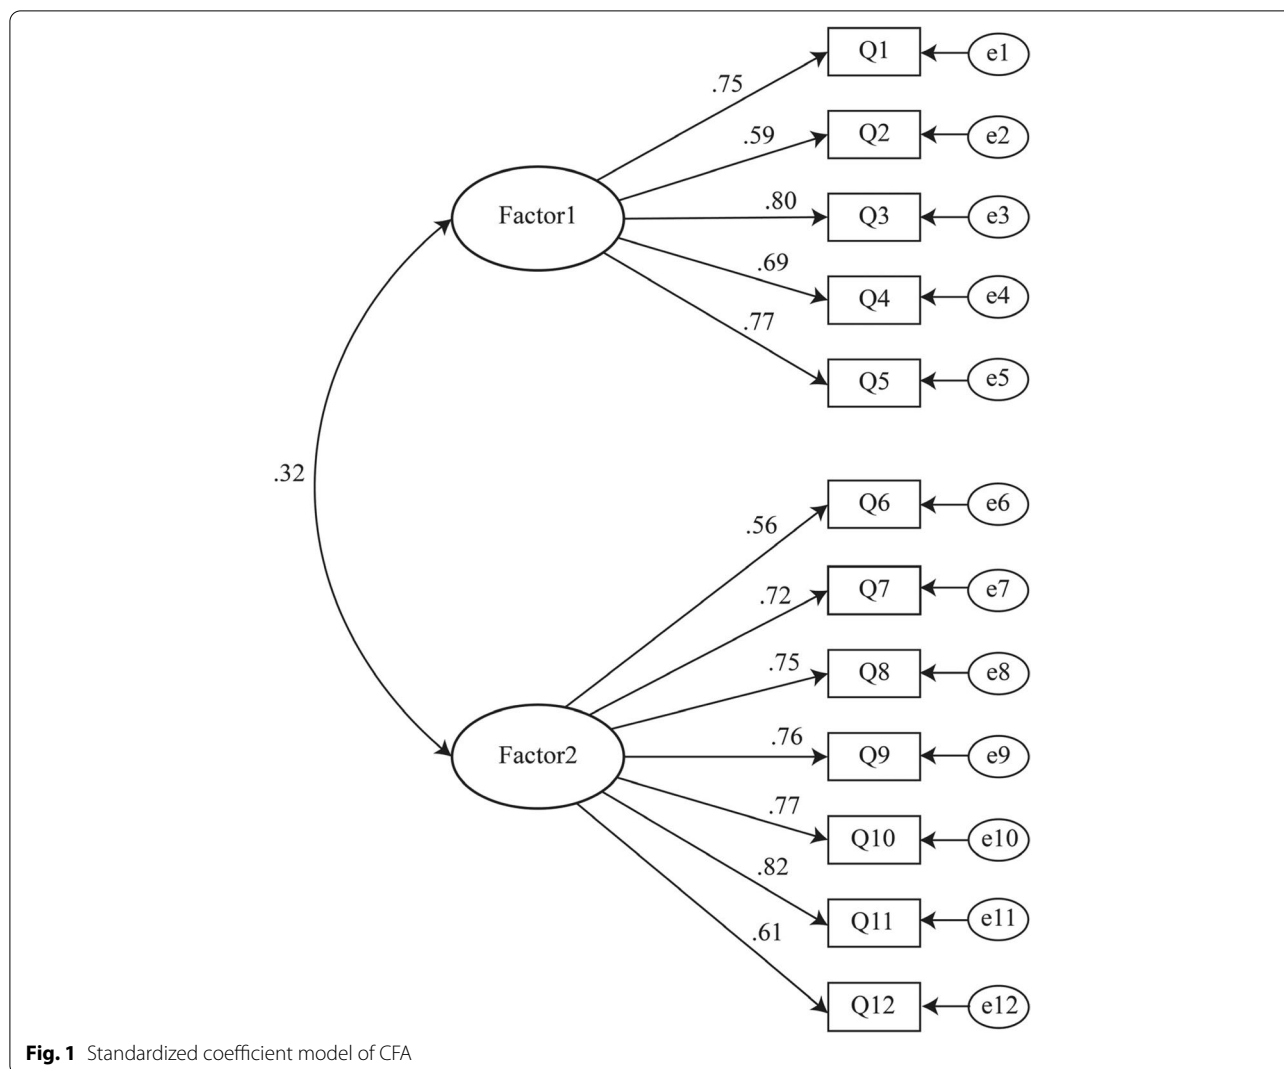 Q1
e1
.75
.59
Q2
e2
Factor1
.80
Q3
e3
.69
Q4
e4
.77
Q5
e5
.32
.56
Q6
e6
.72
Q7
e7
.75
Q8
e8
Factor2
.76
Q9
e9
.77
Q10
e10
.82
Q11
e11
.61
Q12
e12
Fig. 1 Standardized coefficient model of CFA